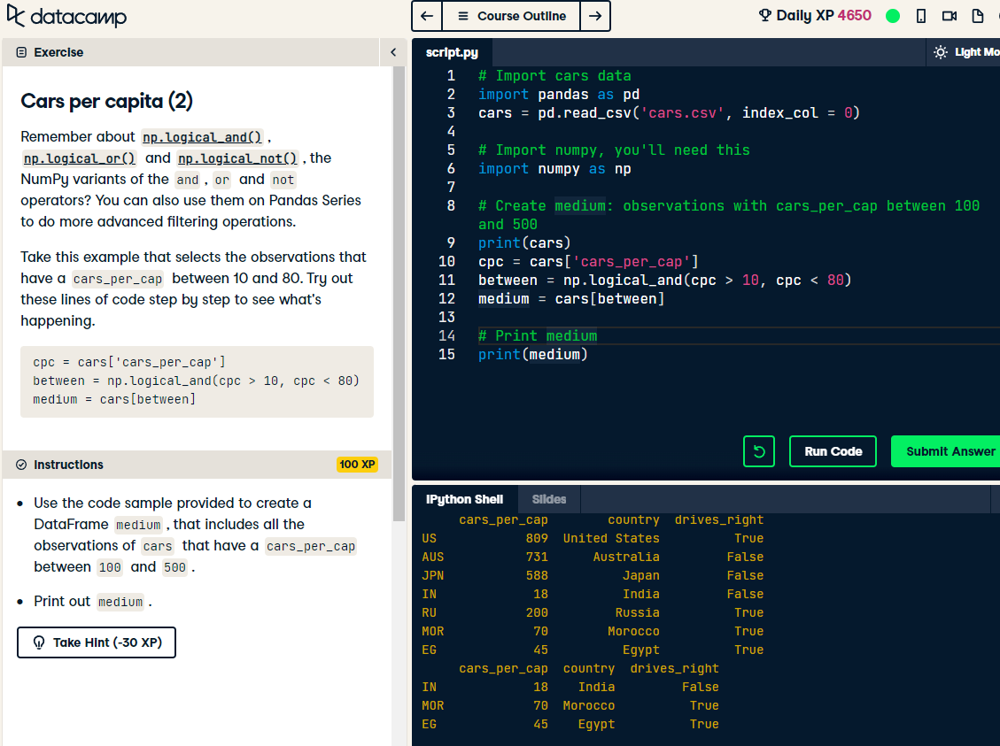 datacamp
Course Outline
Daily XP 4650
Exercise
Cars per capita (2)
Remember about np.logical_and() ,
np.logical_or() and np.logical_not() , the
NumPy variants of the and , or and not
operators? You can also use them on Pandas Series
to do more advanced filtering operations.
Take this example that selects the observations that
have a cars_per_cap between 10 and 80. Try out
these lines of code step by step to see what's
happening.
cpc = cars['cars_per_cap']
between = np.logical_and(cpc > 10, cpc < 80)
medium = cars[between]
Instructions
100 XP
• Use the code sample provided to create a
DataFrame medium , that includes all the
observations of cars that have a cars_per_cap
between 100 and 500 .
• Print out medium .
Take Hint (-30 XP)
script.py
Light Mo
1 # Import cars data
2 import pandas as pd
3 cars = pd.read_csv('cars.csv', index_col = 0)
4
5 # Import numpy, you'll need this
6 import numpy as np
7
8 # Create medium: observations with cars_per_cap between 100
and 500
9 print(cars)
10 cpc = cars['cars_per_cap']
11 between = np.logical_and(cpc > 10, cpc < 80)
12 medium = cars[between]
13
14 # Print medium
15 print(medium)
Run Code
Submit Answer
IPython Shell
Slides
cars_per_cap country drives_right
US 809 United States True
AUS 731 Australia False
JPN 588 Japan False
IN 18 India False
RU 200 Russia True
MOR 70 Morocco True
EG 45 Egypt True
cars_per_cap country drives_right
IN 18 India False
MOR 70 Morocco True
EG 45 Egypt True